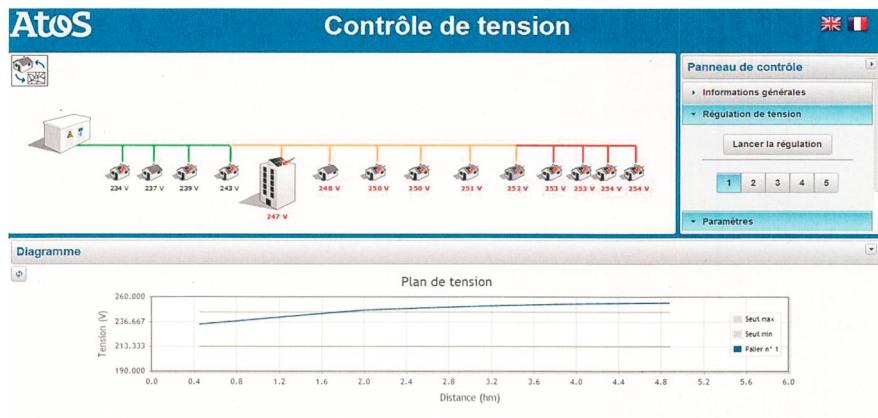 Atos
Contrôle de tension
Panneau de contrôle
Informations générales
Régulation de tension
Lancer la régulation
1 2 3 4 5
Paramètres
234 V 237 V 239 V 243 V 247 V 248 V 250 V 250 V 251 V 252 V 253 V 253 V 254 V 254 V
Diagramme
Plan de tension
Tension (V)
260.000
236.667
213.333
190.000
0.0 0.4 0.8 1.2 1.6 2.0 2.4 2.8 3.2 3.6 4.0 4.4 4.8 5.2 5.6 6.0
Distance (hm)
Seuil max
Seuil min
Palier n° 1